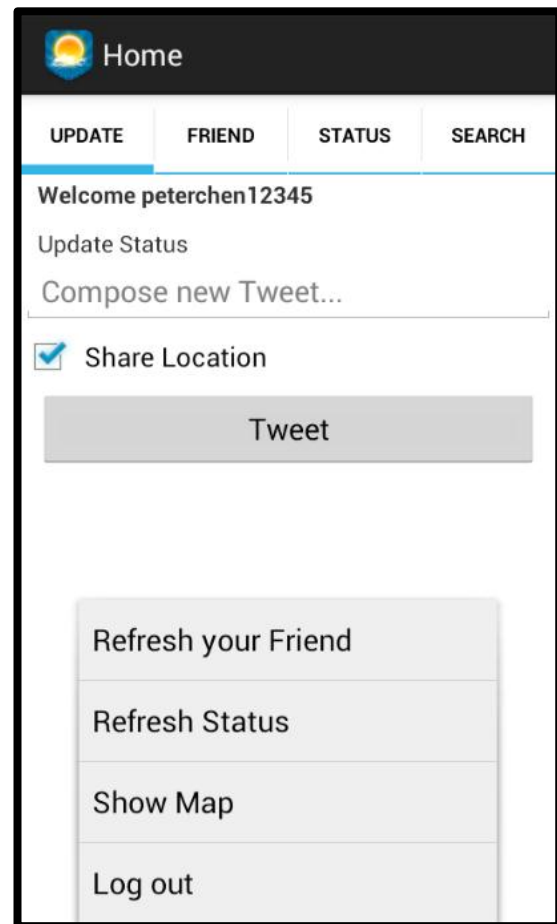 Home
UPDATE FRIEND STATUS SEARCH
Welcome peterchen12345
Update Status
Compose new Tweet...
Share Location
Tweet
Refresh your Friend
Refresh Status
Show Map
Log out